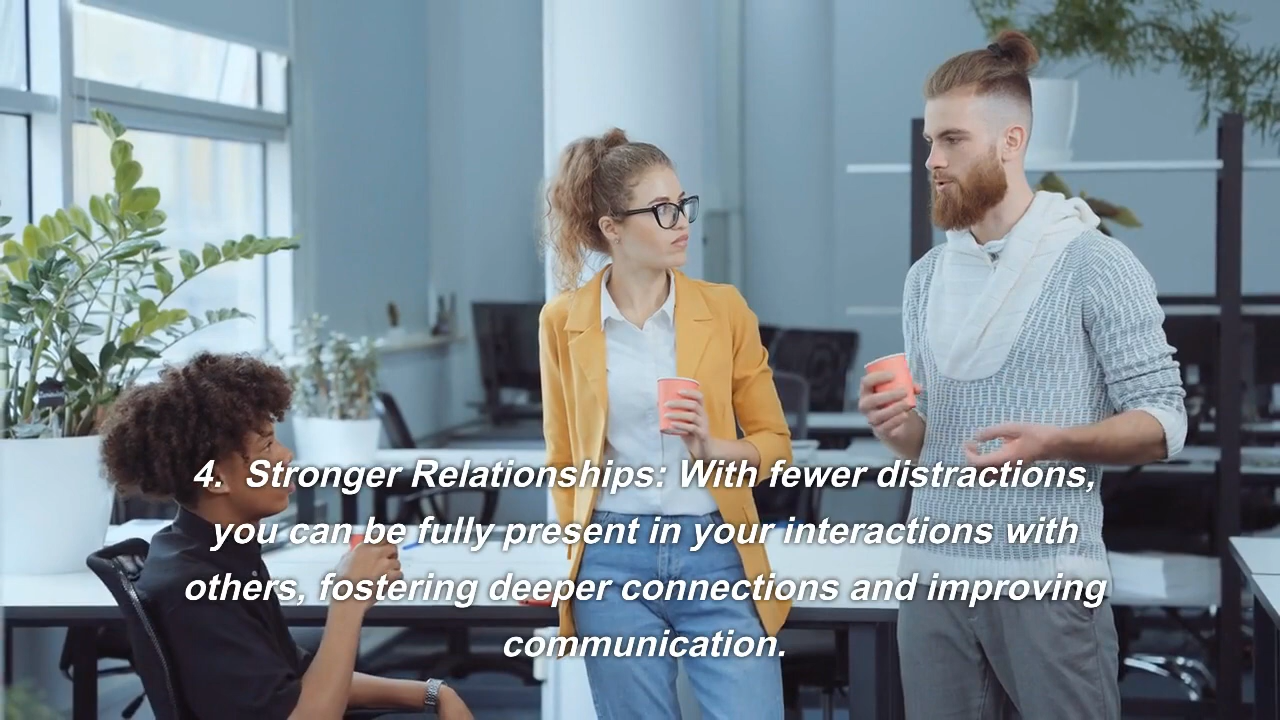 4.  Stronger Relationships: With fewer distractions,
you can be fully present in your interactions with
others, fostering deeper connections and improving
communication.